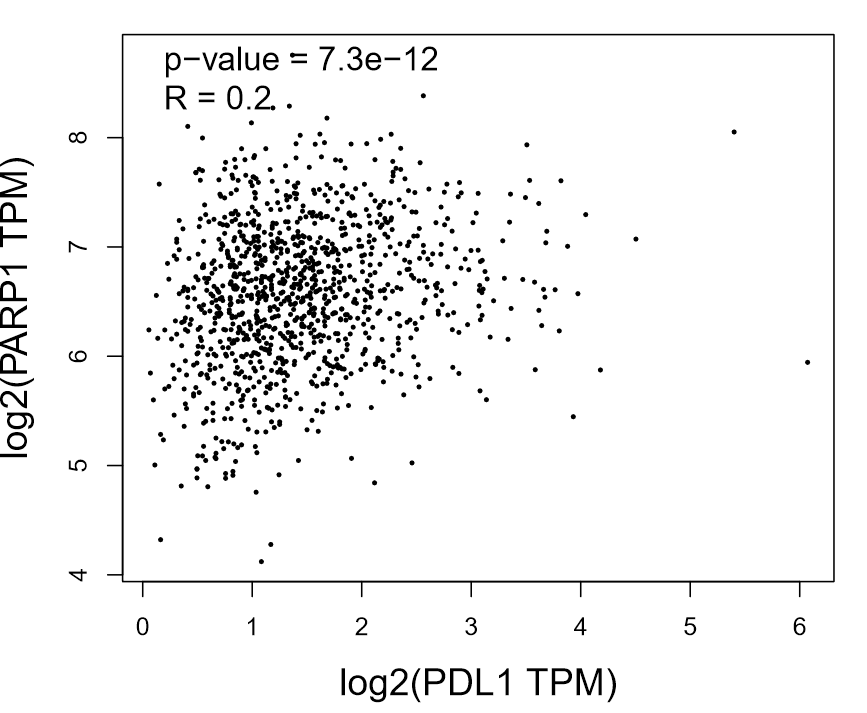 p−value = 7.3e−12
R = 0.2
log2(PARP1 TPM)
8
7
6
5
4
0 1 2 3 4 5 6
log2(PDL1 TPM)